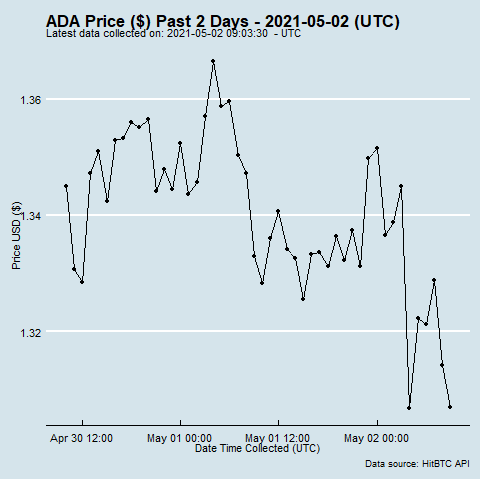 ADA Price ($) Past 2 Days - 2021-05-02 (UTC)
Latest data collected on: 2021-05-02 09:03:30 - UTC
1.36
1.34
1.32
Price USD ($)
Apr 30 12:00 May 01 00:00 May 01 12:00 May 02 00:00
Date Time Collected (UTC)
Data source: HitBTC API